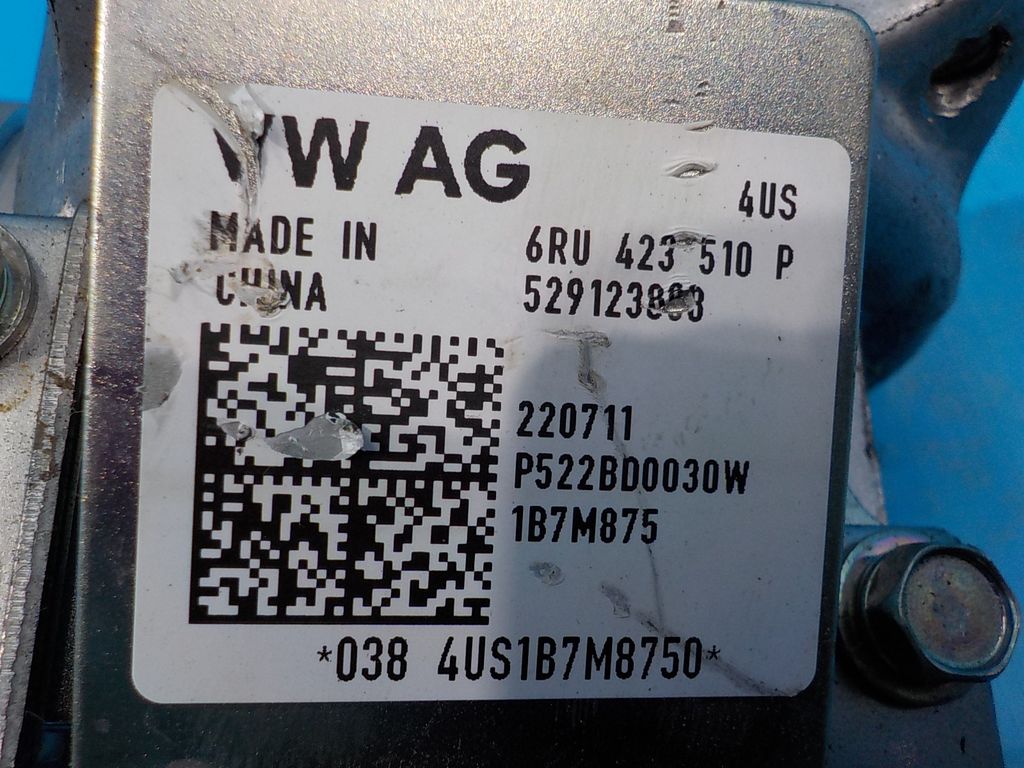 VW AG
4US
MADE IN
CHINA
6RU 423 510 P
220711
P522BD0030W
1B7M875
*038 4US1B7M8750*